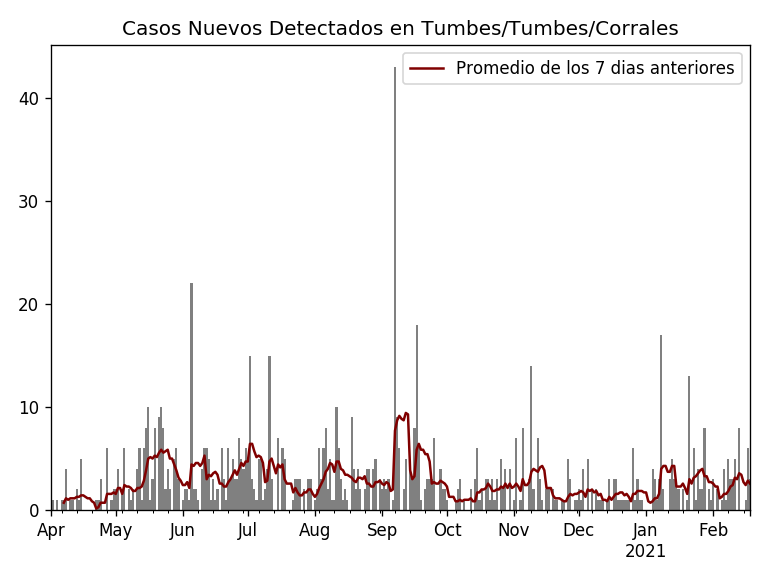 Casos Nuevos Detectados en Tumbes/Tumbes/Corrales
Promedio de los 7 dias anteriores
40
30
20
10
0
Apr May Jun Jul Aug Sep Oct Nov Dec Jan Feb
2021